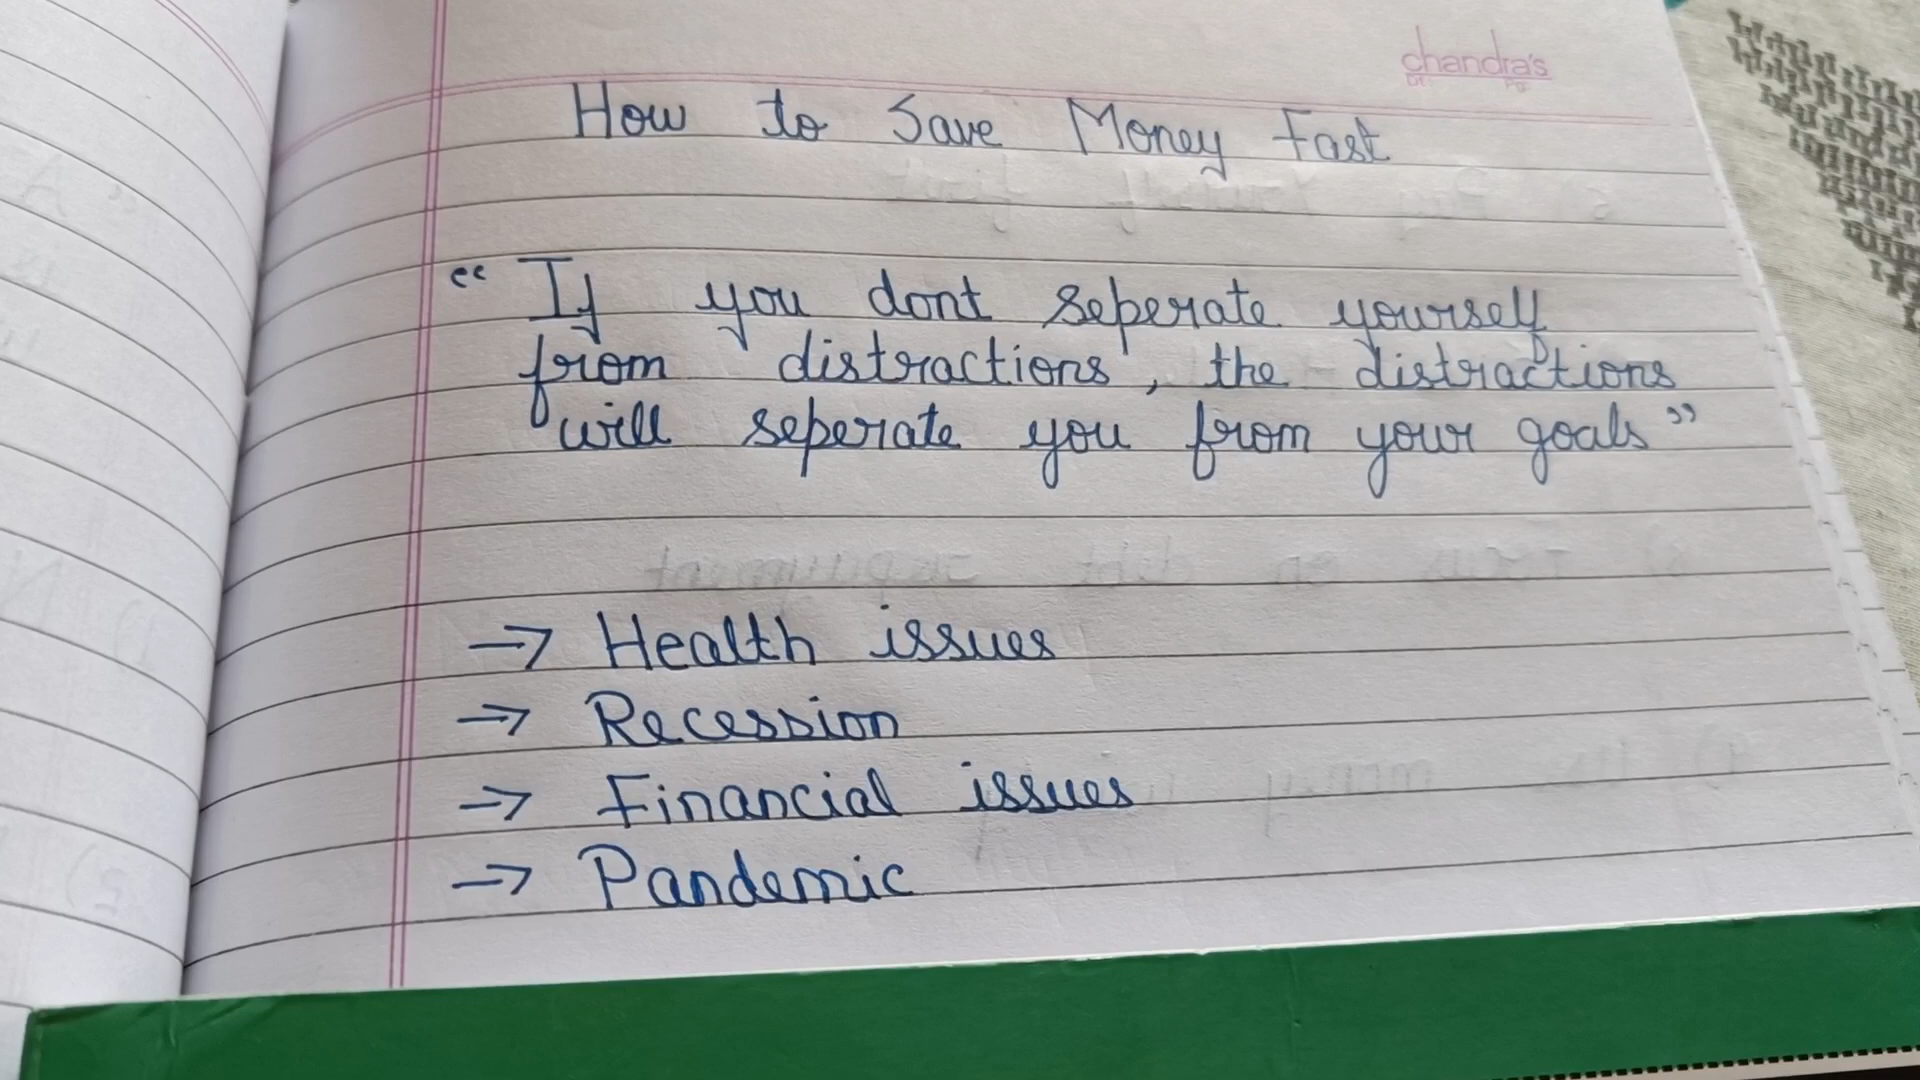 chandra's
How to Save Money Fast
“ If you dont seperate yourself
from distractions, the distractions
will seperate you from your goals ”
→ Health issues
→ Recession
→ Financial issues
→ Pandemic